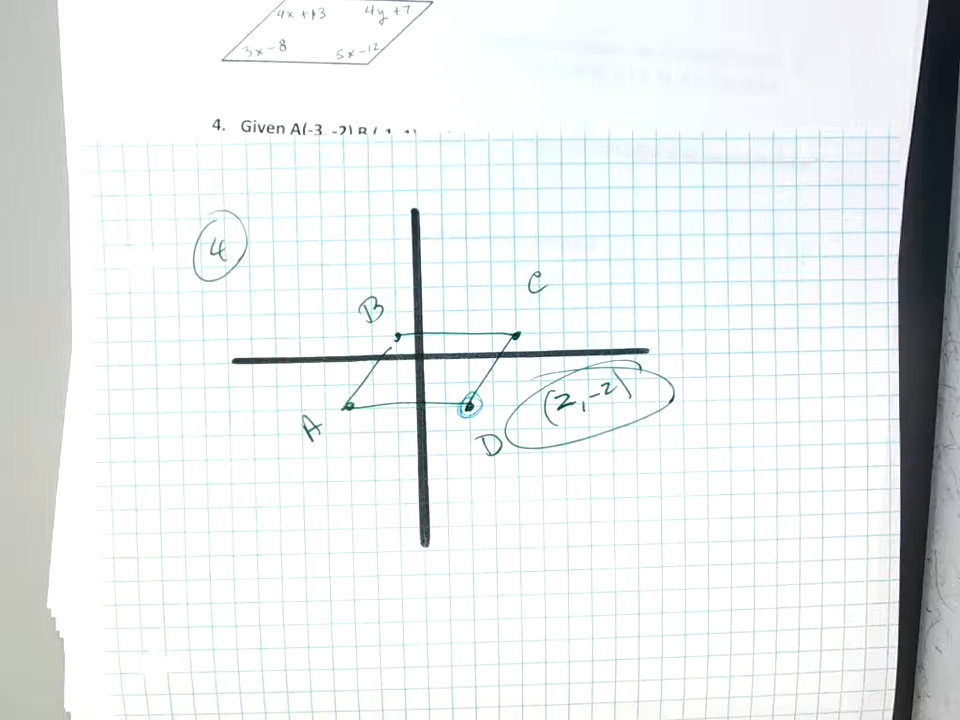 4x + 13 4y + 7
3x - 8 5x - 12
4. Given A(-3, -2) B
4
C
B
(2, -2)
A
D